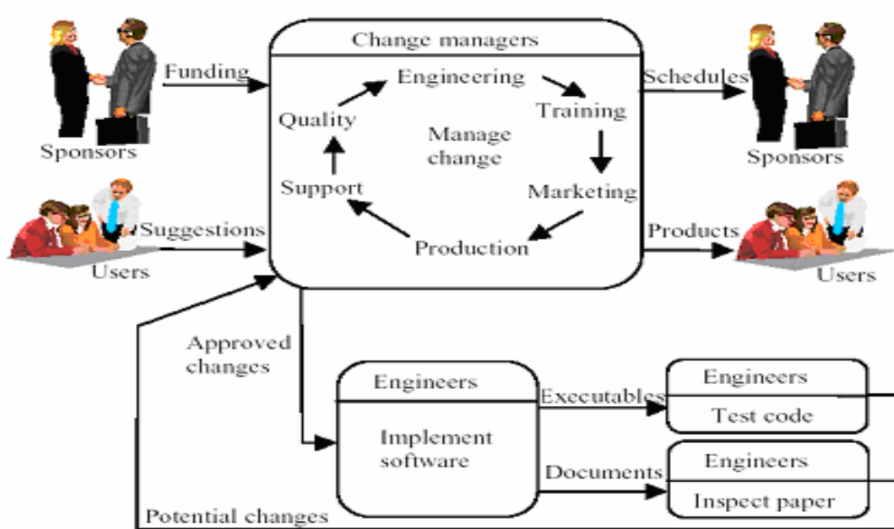 Change managers
Funding
Engineering
Schedules
Quality
Training
Manage
change
Sponsors
Sponsors
Support
Marketing
Suggestions
Production
Products
Users
Users
Approved
changes
Engineers
Executables
Engineers
Test code
Implement
software
Documents
Engineers
Inspect paper
Potential changes